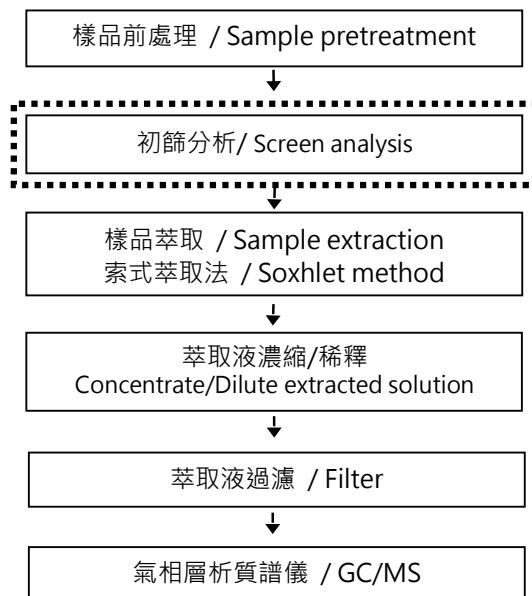 樣品前處理 / Sample pretreatment
初篩分析/ Screen analysis
樣品萃取 / Sample extraction
索式萃取法 / Soxhlet method
萃取液濃縮/稀釋
Concentrate/Dilute extracted solution
萃取液過濾 / Filter
氣相層析質譜儀 / GC/MS